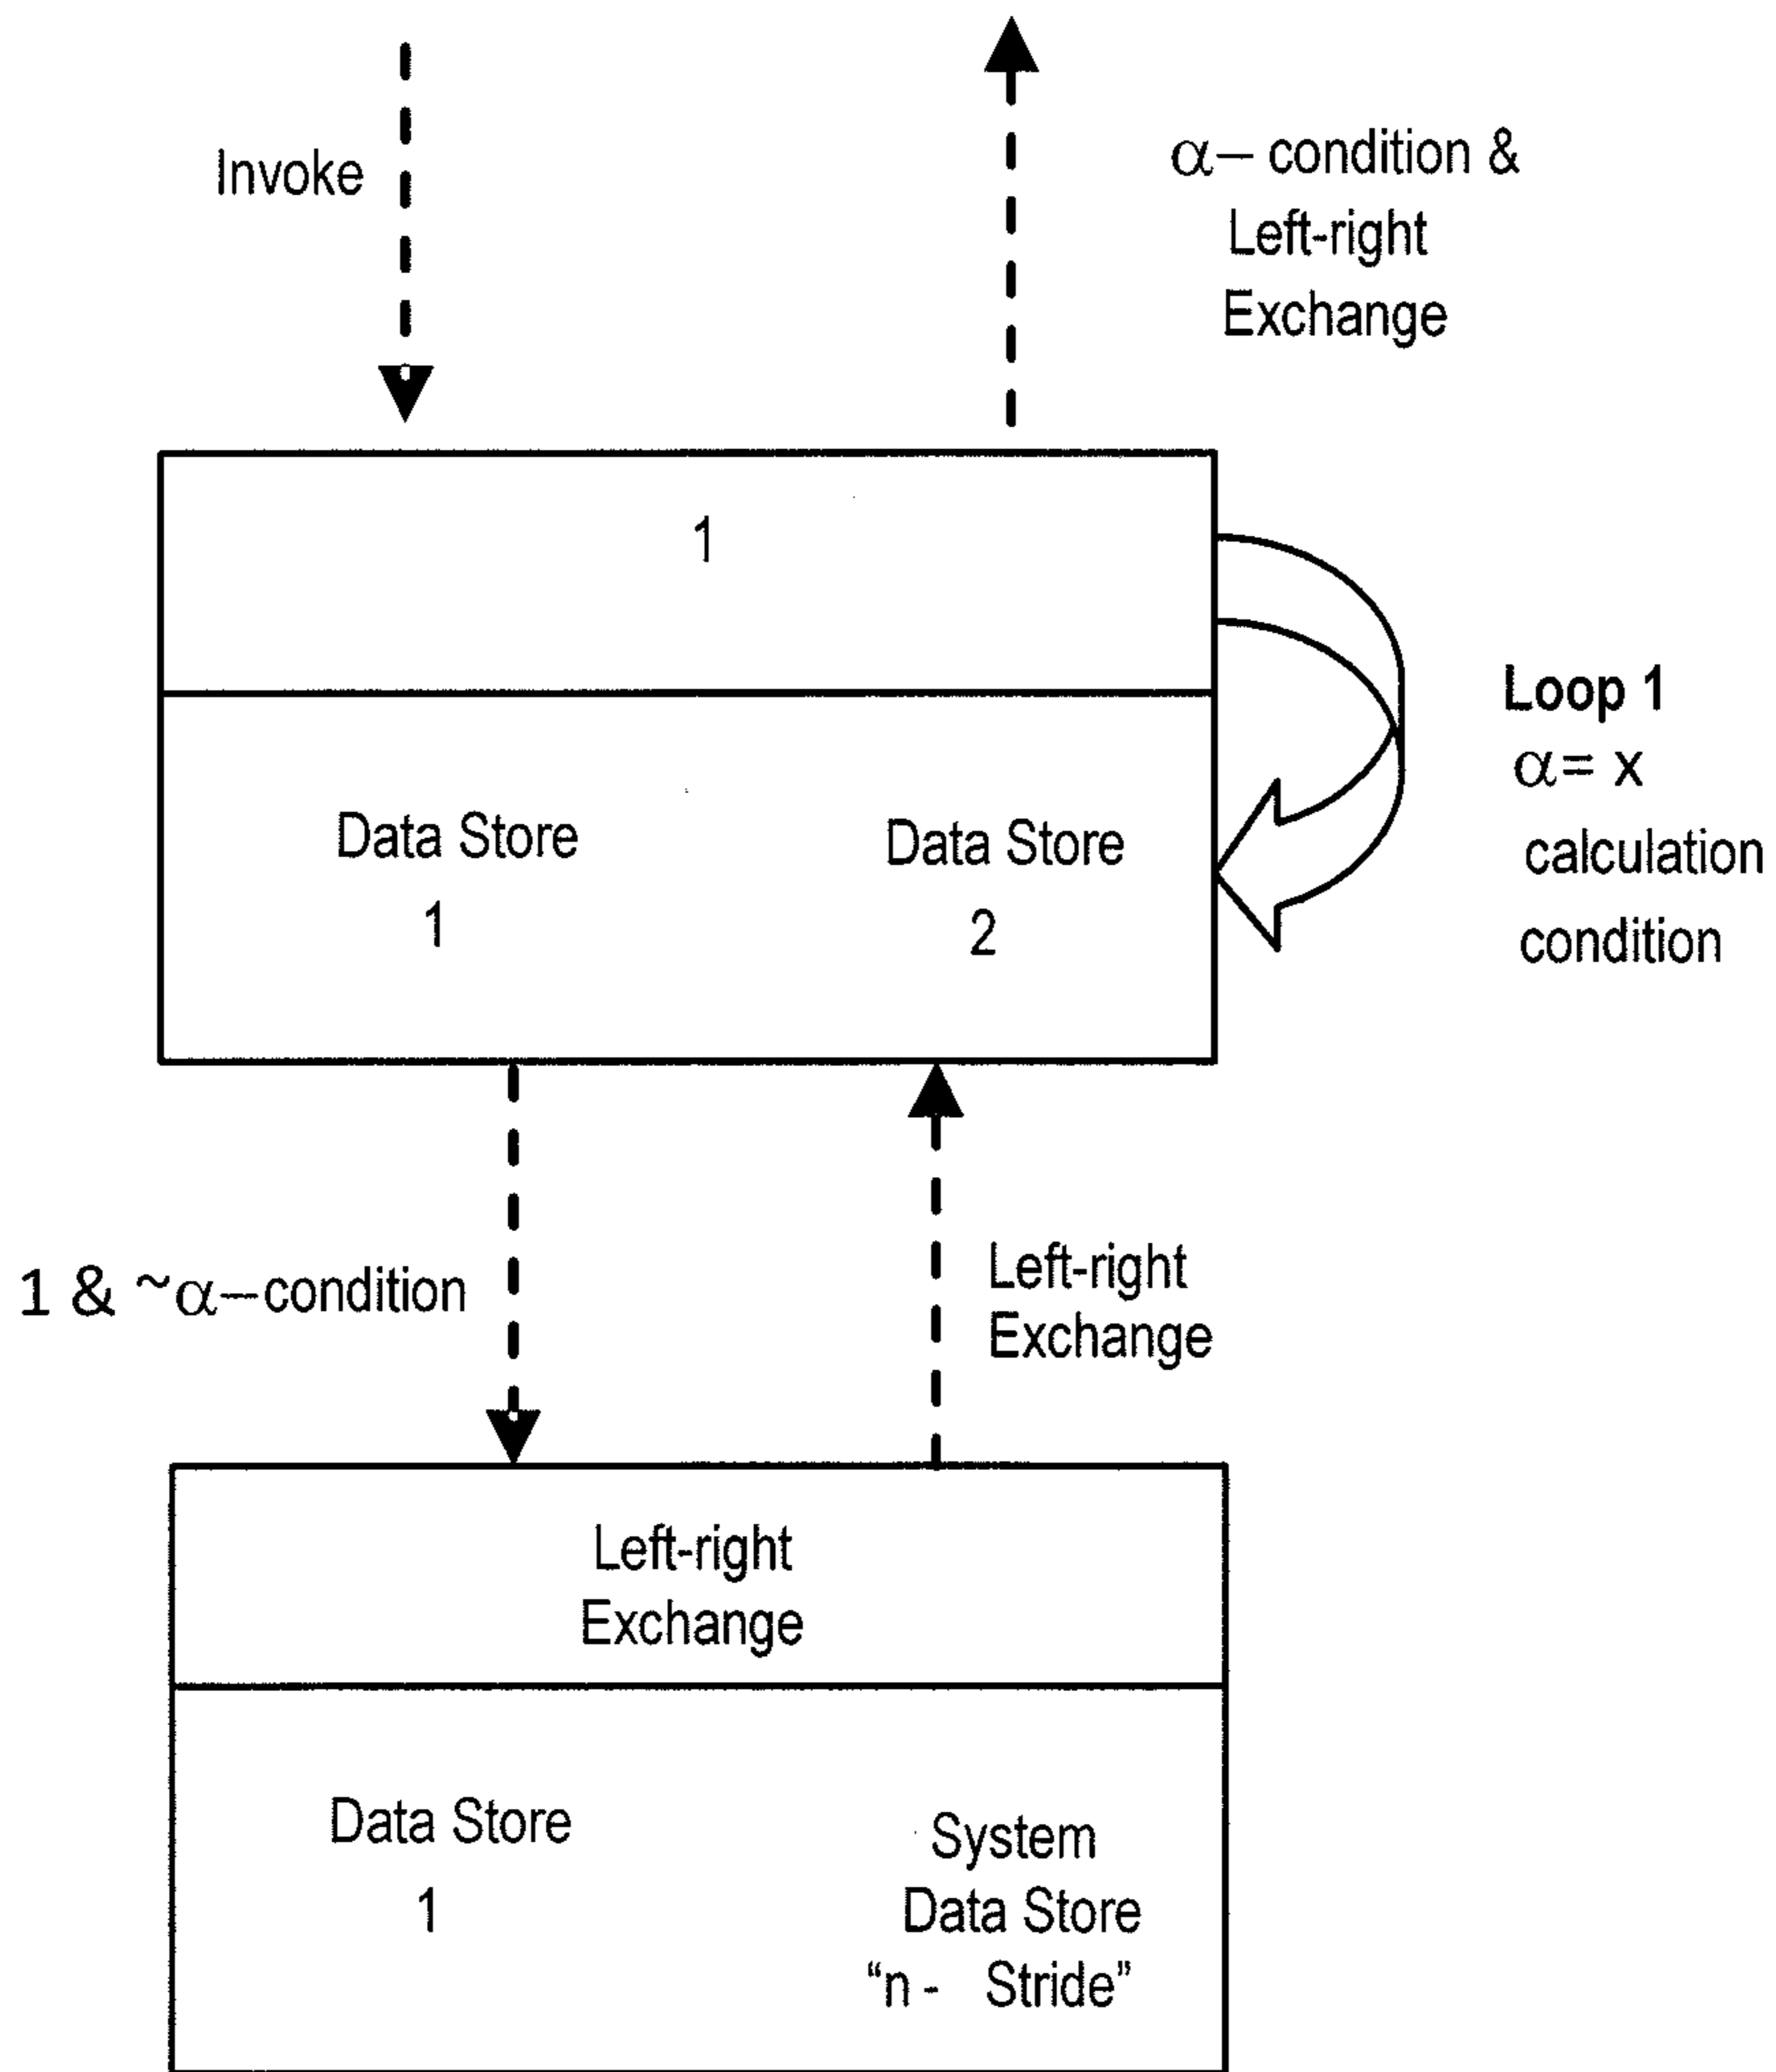 Invoke
α– condition &
Left-right
Exchange
1
Loop 1
α= x
calculation
condition
Data Store
1
Data Store
2
1 & ~α–condition
Left-right
Exchange
Left-right
Exchange
Data Store
1
System
Data Store
“n - Stride”